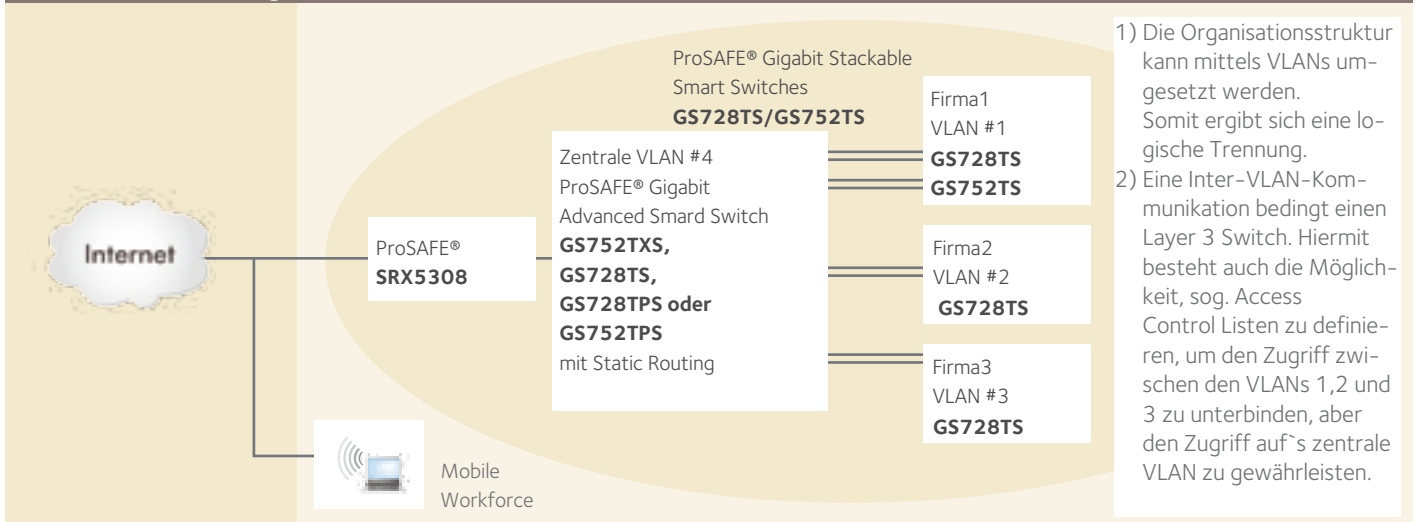 Internet
ProSAFE®
SRX5308
Mobile
Workforce
ProSAFE® Gigabit Stackable
Smart Switches
GS728TS/GS752TS
Zentrale VLAN #4
ProSAFE® Gigabit
Advanced Smard Switch
GS752TXS,
GS728TS,
GS728TPS oder
GS752TPS
mit Static Routing
Firma1
VLAN #1
GS728TS
GS752TS
Firma2
VLAN #2
GS728TS
Firma3
VLAN #3
GS728TS
1) Die Organisationsstruktur
kann mittels VLANs um-
gesetzt werden.
Somit ergibt sich eine lo-
gische Trennung.
2) Eine Inter-VLAN-Kom-
munikation bedingt einen
Layer 3 Switch. Hiermit
besteht auch die Möglich-
keit, sog. Access
Control Listen zu definie-
ren, um den Zugriff zwi-
schen den VLANs 1,2 und
3 zu unterbinden, aber
den Zugriff auf`s zentrale
VLAN zu gewährleisten.